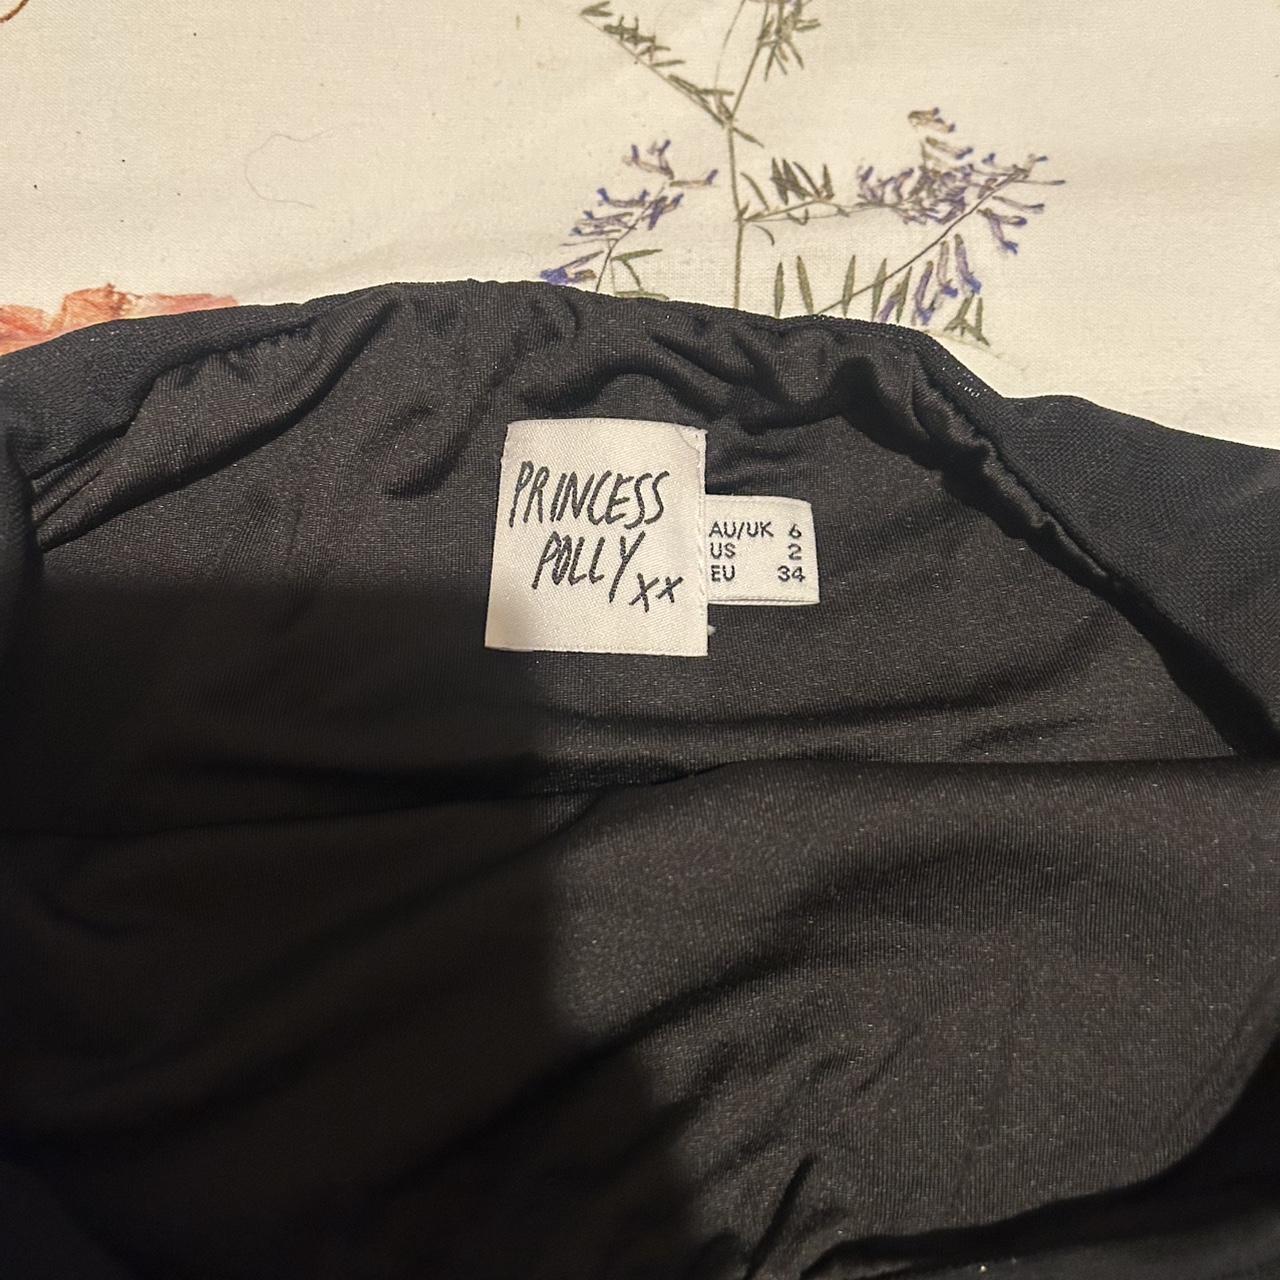 PRINCESS
POLLY xx
AU/UK 6
US 2
EU 34